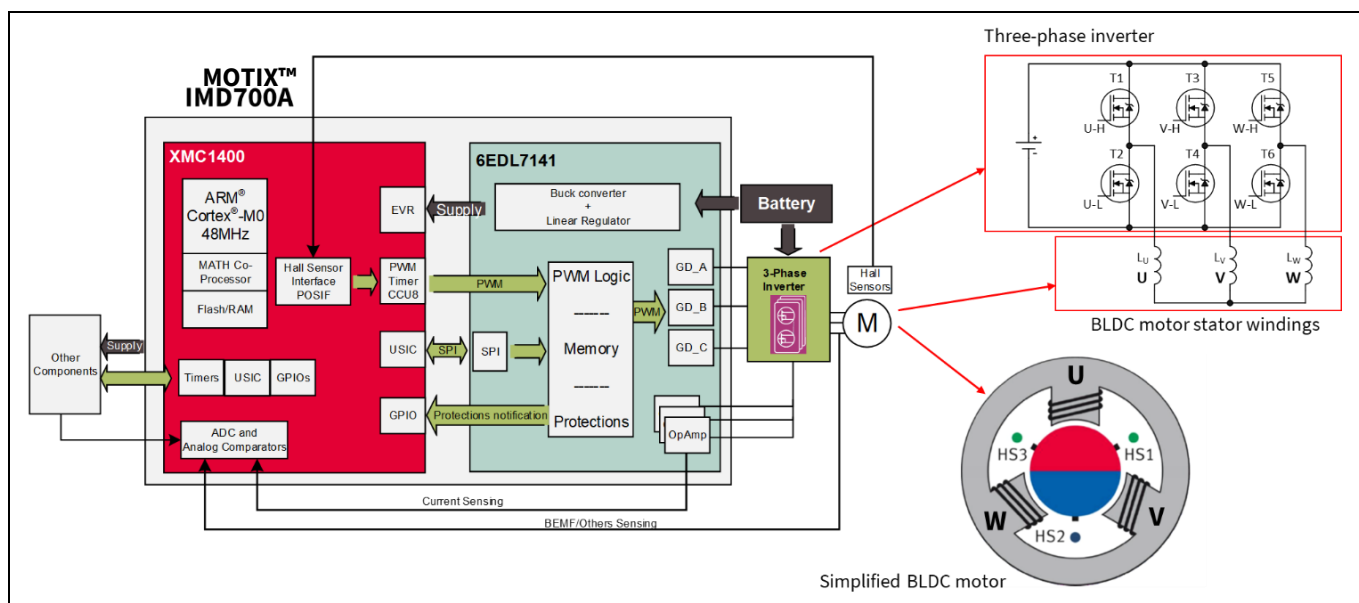 MOTIX™
IMD700A
XMC1400
ARM®
Cortex®-M0
48MHz
MATH Co-
Processor
Flash/RAM
Hall Sensor
Interface
POSIF
EVR
PWM
Timer
CCU8
USIC
GPIO
Timers
USIC
GPIOs
ADC and
Analog Comparators
Other
Components
Supply
Supply
PWM
SPI
Protections notification
6EDL7141
Buck converter
+
Linear Regulator
SPI
PWM Logic
--------
Memory
--------
Protections
PWM
GD_A
GD_B
GD_C
OpAmp
Current Sensing
BEMF/Others Sensing
Battery
3-Phase
Inverter
Hall
Sensors
M
Three-phase inverter
T1
T3
T5
U-H
V-H
W-H
T2
T4
T6
U-L
V-L
W-L
+
-
LU
LV
LW
U
V
W
BLDC motor stator windings
U
HS3
HS1
W
V
HS2
Simplified BLDC motor